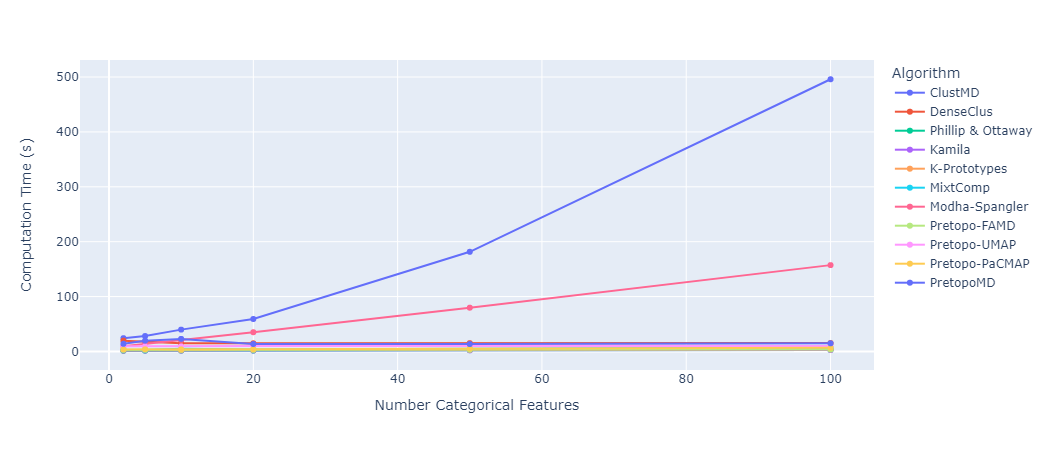 500
400
300
200
100
0
Computation Time (s)
0 20 40 60 80 100
Number Categorical Features
Algorithm
ClustMD
DenseClus
Phillip & Ottaway
Kamila
K-Prototypes
MixtComp
Modha-Spangler
Pretopo-FAMD
Pretopo-UMAP
Pretopo-PaCMAP
PretopoMD